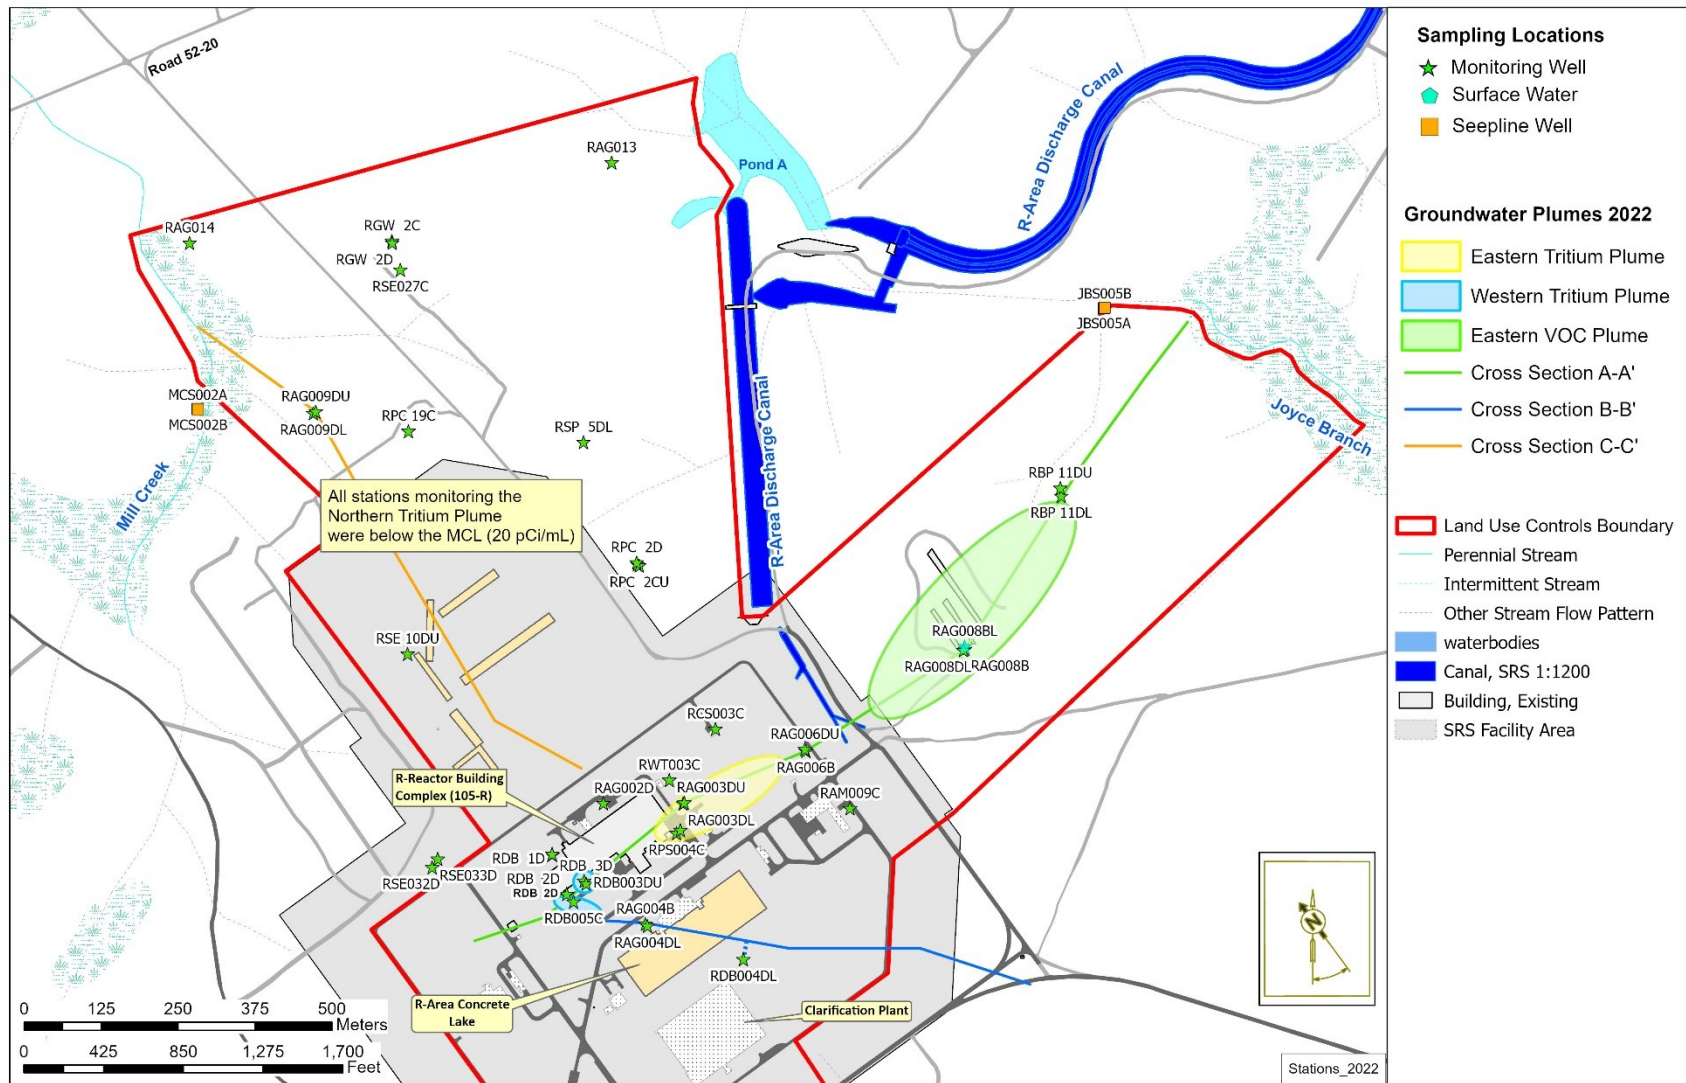 Road 52-20
RAG013
Pond A
R-Area Discharge Canal
RAG014
RGW 2C
RGW 2D
RSE027C
JBS005B
JBS005A
MCS002A
MCS002B
RAG009DU
RAG009DL
RPC 19C
RSP 5DL
R-Area Discharge Canal
Joyce Branch
Mill Creek
All stations monitoring the
Northern Tritium Plume
were below the MCL (20 pCi/mL)
RBP 11DU
RBP 11DL
RPC 2D
RPC 2CU
RSE 10DU
RAG008BL
RAG008DL
RAG008B
RCS003C
RAG006DU
RAG006B
RWT003C
R-Reactor Building
Complex (105-R)
RAG002D
RAG003DU
RAM009C
RAG003DL
RPS004C
RDB 1D
RDB 3D
RSE033D
RSE032D
RDB 2D
RDB003DU
RDB 2D
RDB005C
RAG004B
RAG004DL
RDB004DL
R-Area Concrete
Lake
Clarification Plant
N
0 125 250 375 500
Meters
0 425 850 1,275 1,700
Feet
Stations_2022
Sampling Locations
Monitoring Well
Surface Water
Seepline Well
Groundwater Plumes 2022
Eastern Tritium Plume
Western Tritium Plume
Eastern VOC Plume
Cross Section A-A'
Cross Section B-B'
Cross Section C-C'
Land Use Controls Boundary
Perennial Stream
Intermittent Stream
Other Stream Flow Pattern
waterbodies
Canal, SRS 1:1200
Building, Existing
SRS Facility Area